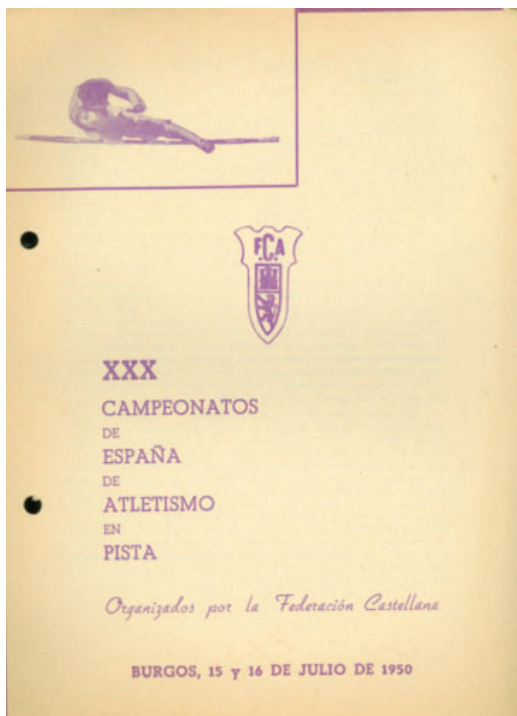 F.C.A.
XXX
CAMPEONATOS
DE
ESPAÑA
DE
ATLETISMO
EN
PISTA
Organizados por la Federación Castellana
BURGOS, 15 y 16 DE JULIO DE 1950